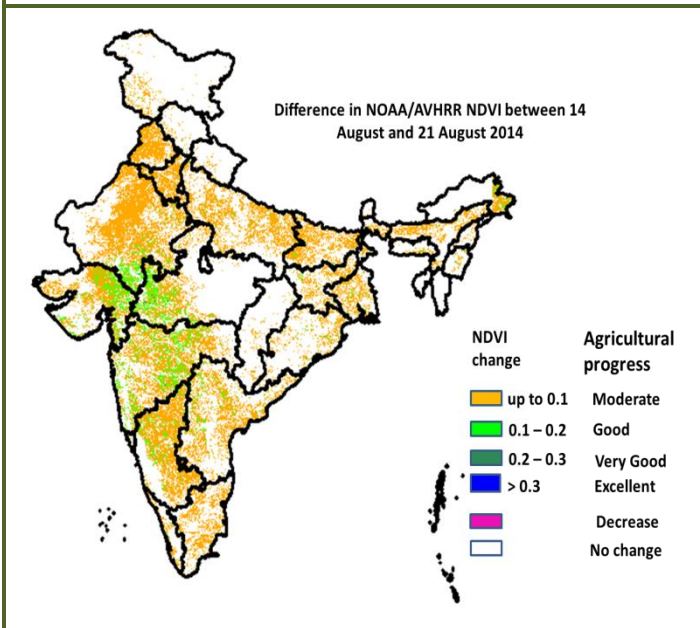 Difference in NOAA/AVHRR NDVI between 14
August and 21 August 2014
NDVI change
Agricultural progress
up to 0.1 Moderate
0.1 – 0.2 Good
0.2 – 0.3 Very Good
> 0.3 Excellent
Decrease
No change